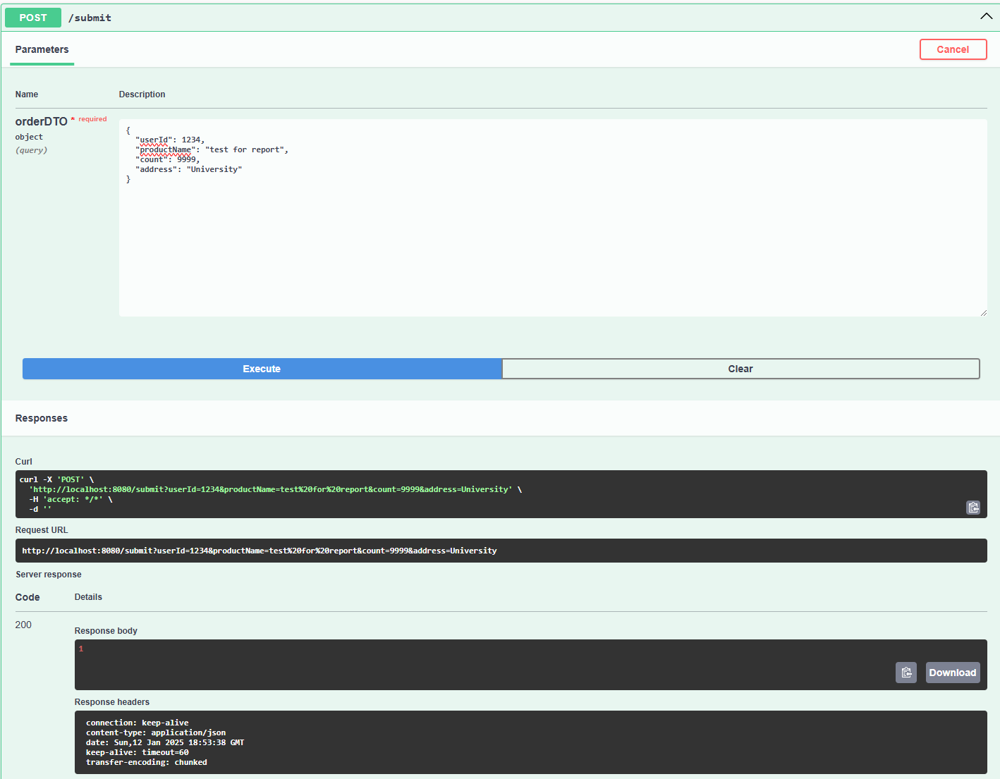 POST /submit
Parameters Cancel
Name Description
orderDTO * required
object
(query)
{
  "userId": 1234,
  "productName": "test for report",
  "count": 9999,
  "address": "University"
}
Execute Clear
Responses
Curl
curl -X 'POST' \
  'http://localhost:8080/submit?userId=1234&productName=test%20for%20report&count=9999&address=University' \
  -H 'accept: */*' \
  -d ''
Request URL
http://localhost:8080/submit?userId=1234&productName=test%20for%20report&count=9999&address=University
Server response
Code Details
200
Response body
1
Download
Response headers
connection: keep-alive
content-type: application/json
date: Sun,12 Jan 2025 18:53:38 GMT
keep-alive: timeout=60
transfer-encoding: chunked